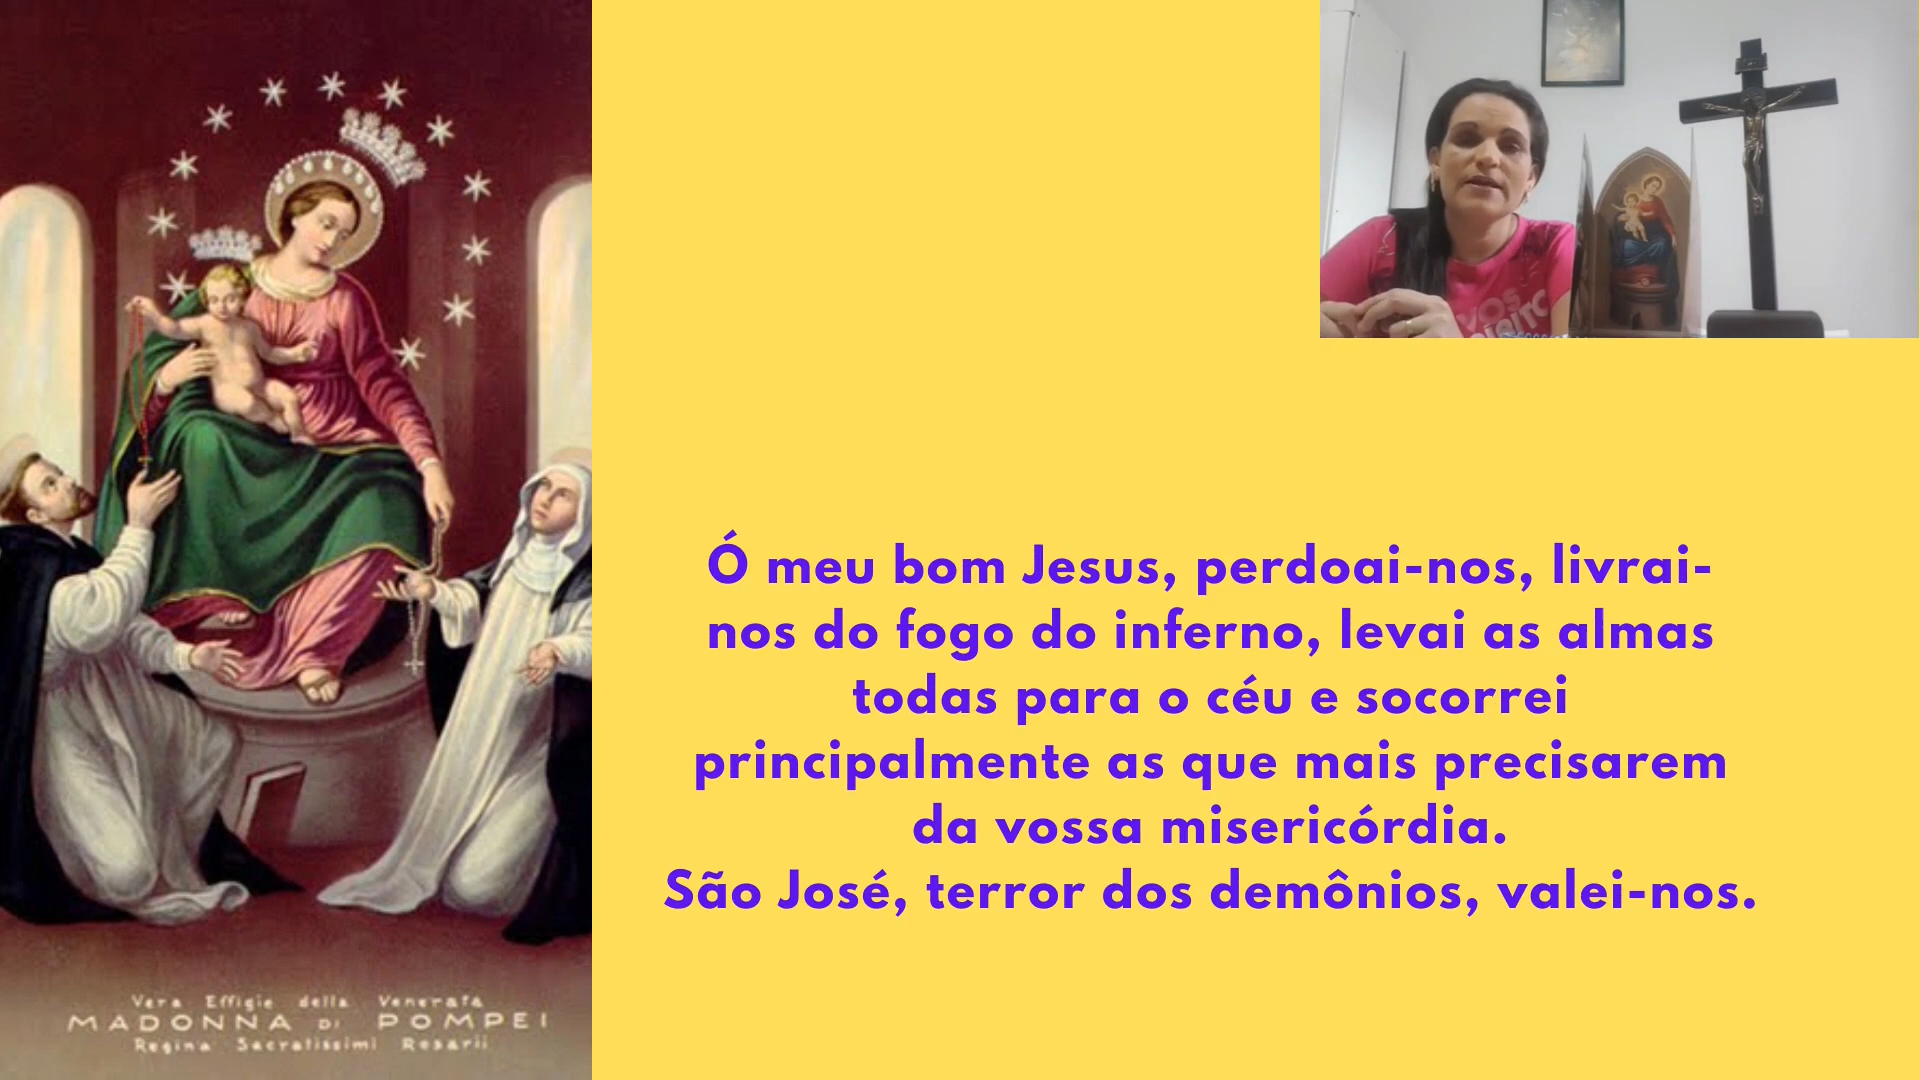 Ó meu bom Jesus, perdoai-nos, livrai-
nos do fogo do inferno, levai as almas
todas para o céu e socorrei
principalmente as que mais precisarem
da vossa misericórdia.
São José, terror dos demônios, valei-nos.
Vera Effigie della Venerata
MADONNA DI POMPEI
Regina Sacratissimi Rosarii